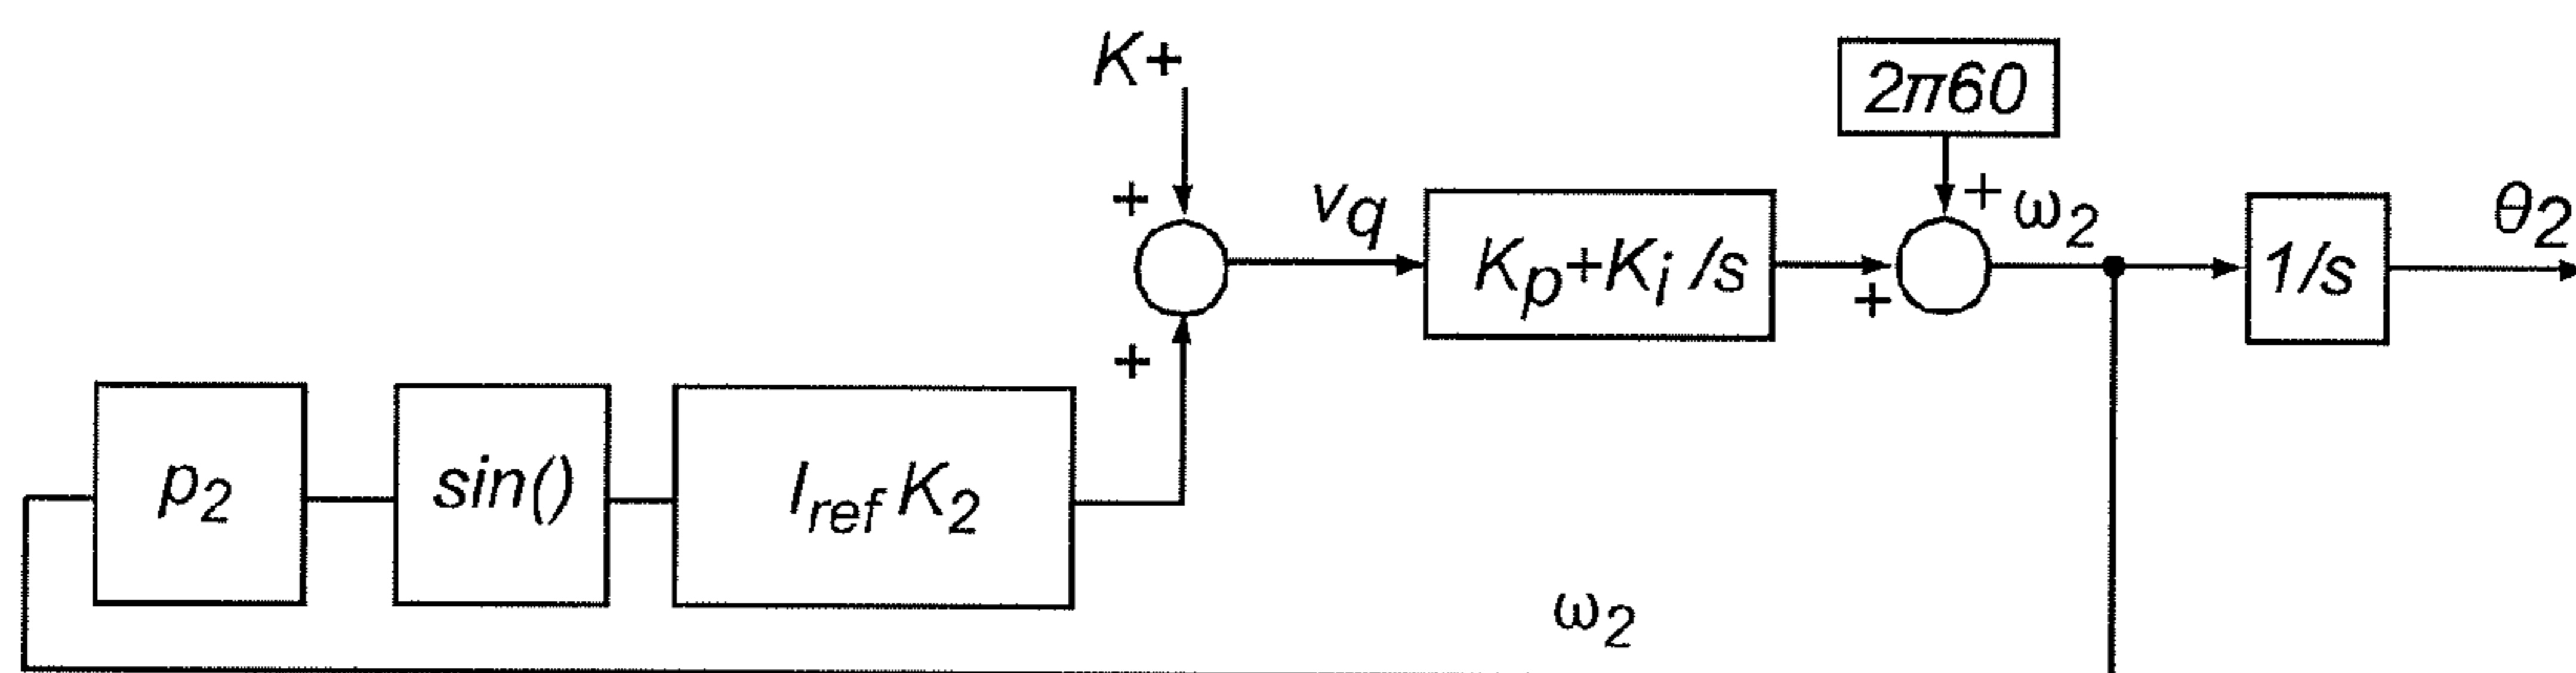 K+
2π60
+
+
ω2
θ2
vq
Kp+Ki /s
1/s
+
+
p2
sin()
Iref K2
ω2